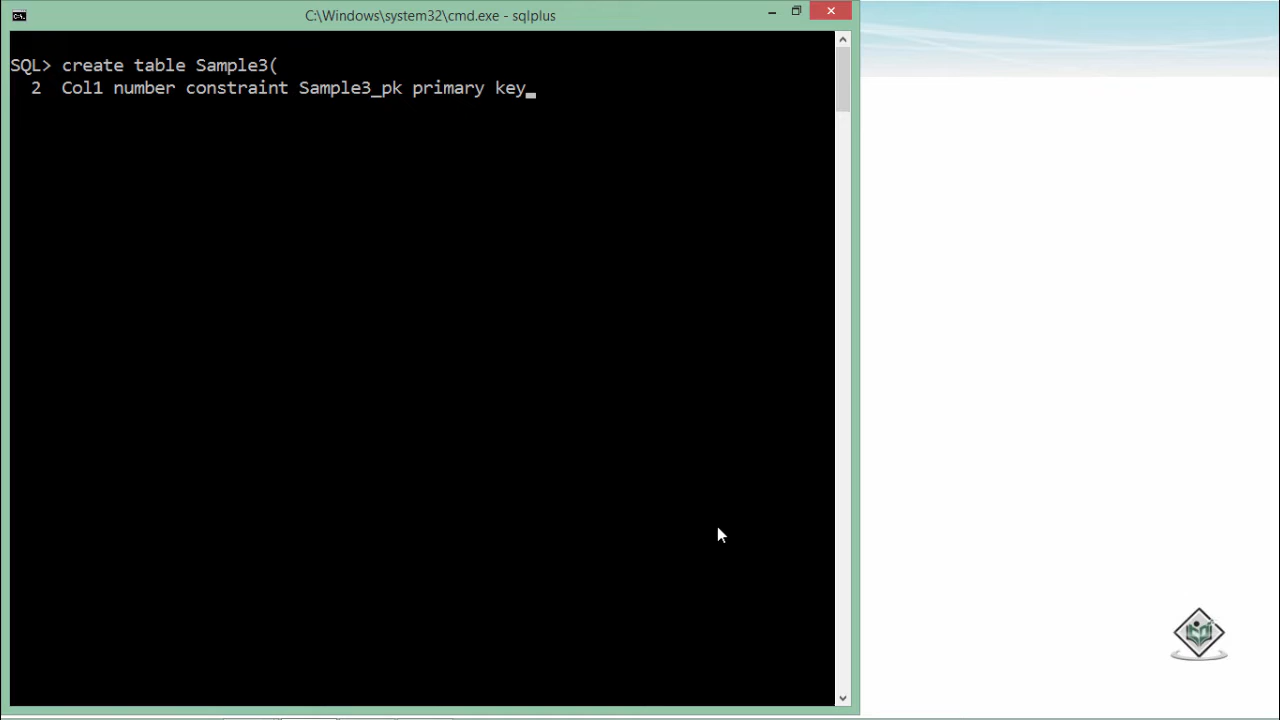 C:\Windows\system32\cmd.exe - sqlplus
SQL> create table Sample3(
2 Col1 number constraint Sample3_pk primary key